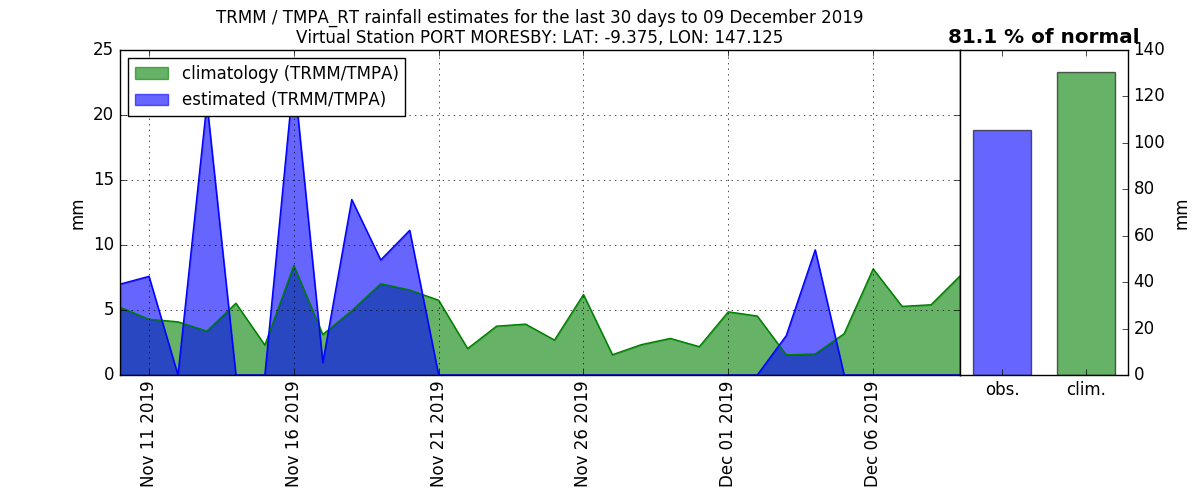 TRMM / TMPA_RT rainfall estimates for the last 30 days to 09 December 2019
Virtual Station PORT MORESBY: LAT: -9.375, LON: 147.125
81.1 % of normal
climatology (TRMM/TMPA)
estimated (TRMM/TMPA)
25
20
15
10
5
0
mm
140
120
100
80
60
40
20
0
mm
Nov 11 2019
Nov 16 2019
Nov 21 2019
Nov 26 2019
Dec 01 2019
Dec 06 2019
obs.
clim.